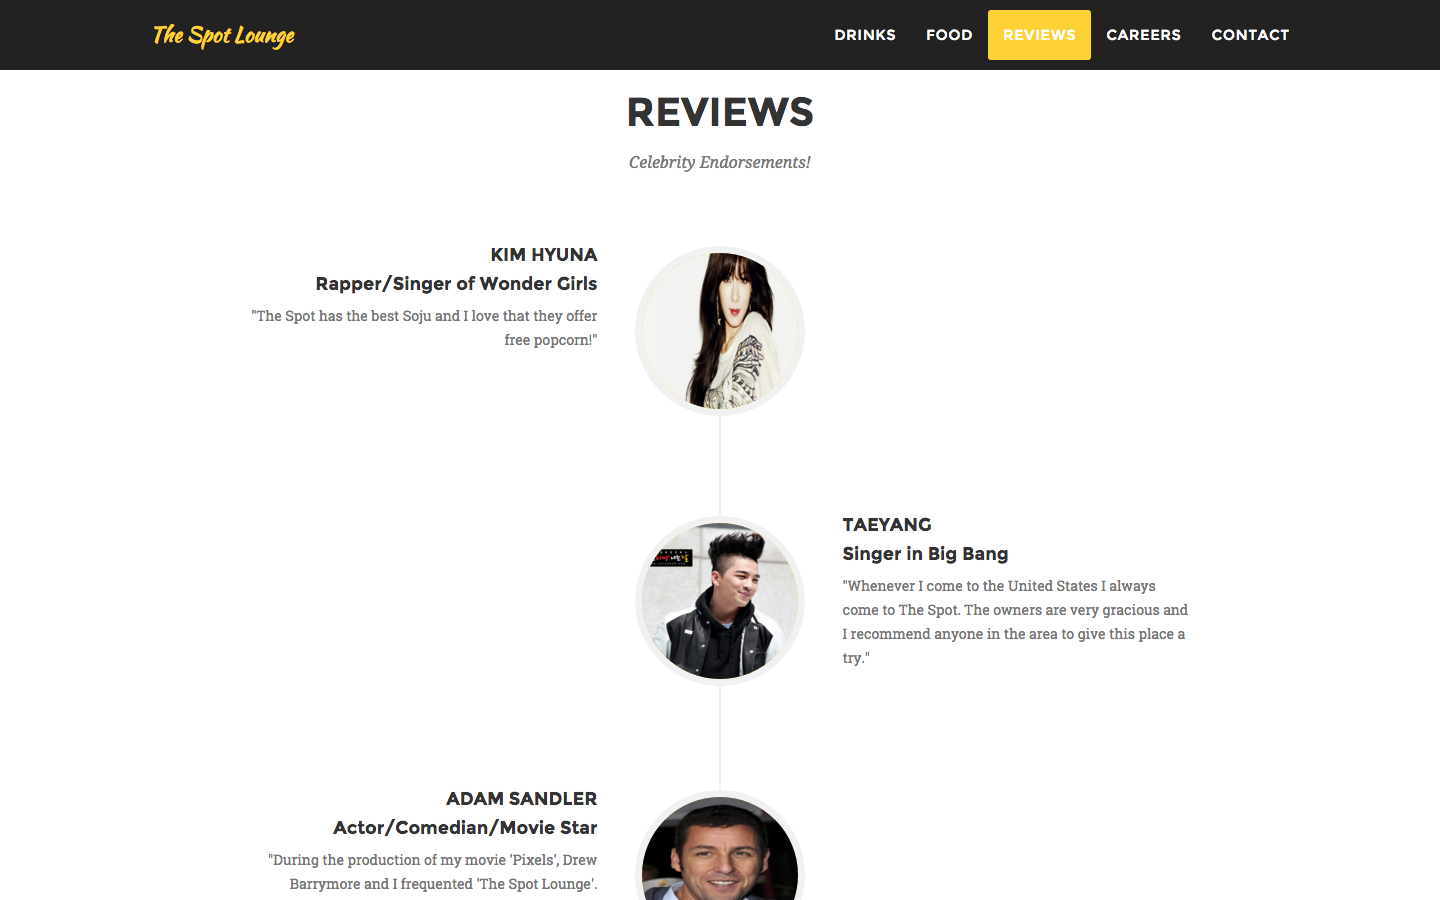 The Spot Lounge
DRINKS FOOD REVIEWS CAREERS CONTACT
REVIEWS
Celebrity Endorsements!
KIM HYUNA
Rapper/Singer of Wonder Girls
"The Spot has the best Soju and I love that they offer
free popcorn!"
TAEYANG
Singer in Big Bang
"Whenever I come to the United States I always
come to The Spot. The owners are very gracious and
I recommend anyone in the area to give this place a
try."
ADAM SANDLER
Actor/Comedian/Movie Star
"During the production of my movie 'Pixels', Drew
Barrymore and I frequented 'The Spot Lounge'.